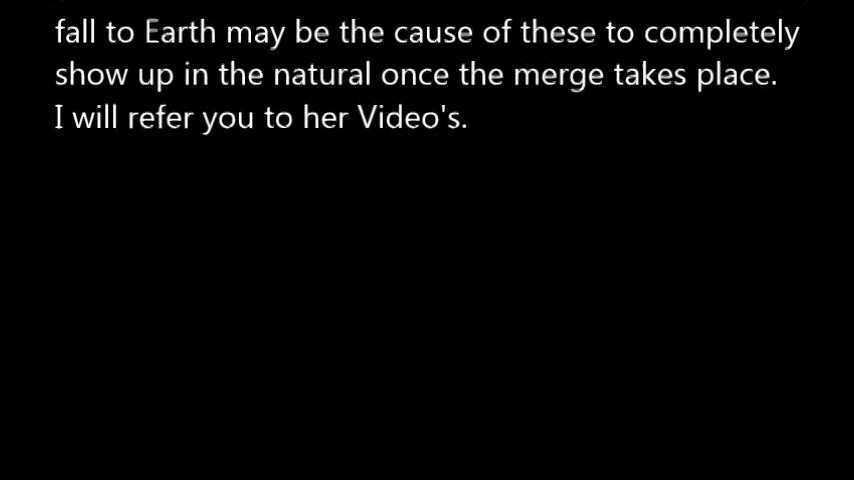 fall to Earth may be the cause of these to completely
show up in the natural once the merge takes place.
I will refer you to her Video's.